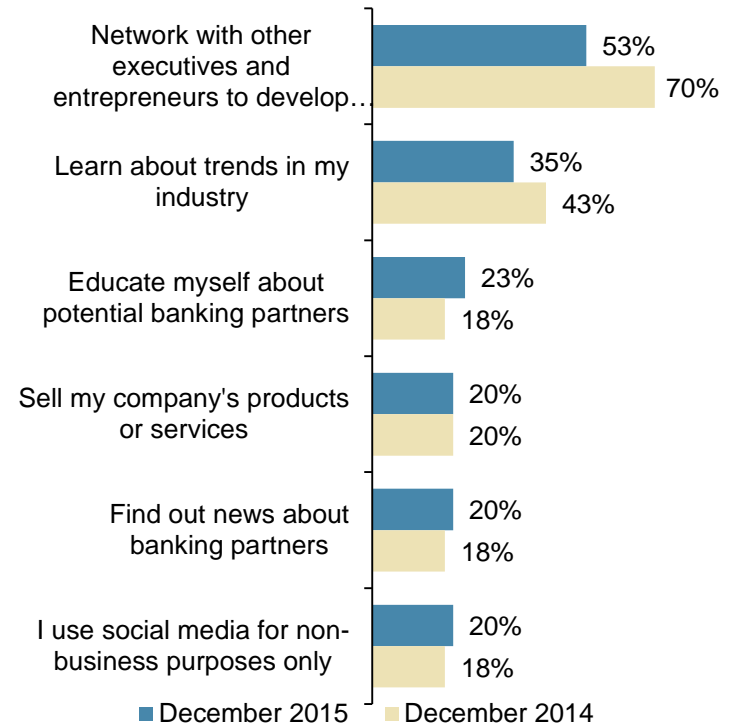 Network with other
executives and
entrepreneurs to develop…
53%
70%
Learn about trends in my
industry
35%
43%
Educate myself about
potential banking partners
23%
18%
Sell my company's products
or services
20%
20%
Find out news about
banking partners
20%
18%
I use social media for non-
business purposes only
20%
18%
December 2015 December 2014